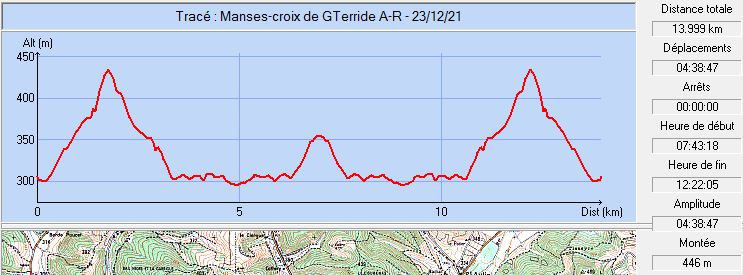 Tracé : Manses-croix de GTerride A-R - 23/12/21
Alt (m)
450
400
350
300
0
5
10
Dist (km)
Distance totale
13.999 km
Déplacements
04:38:47
Arrêts
00:00:00
Heure de début
07:43:18
Heure de fin
12:22:05
Amplitude
04:38:47
Montée
446 m